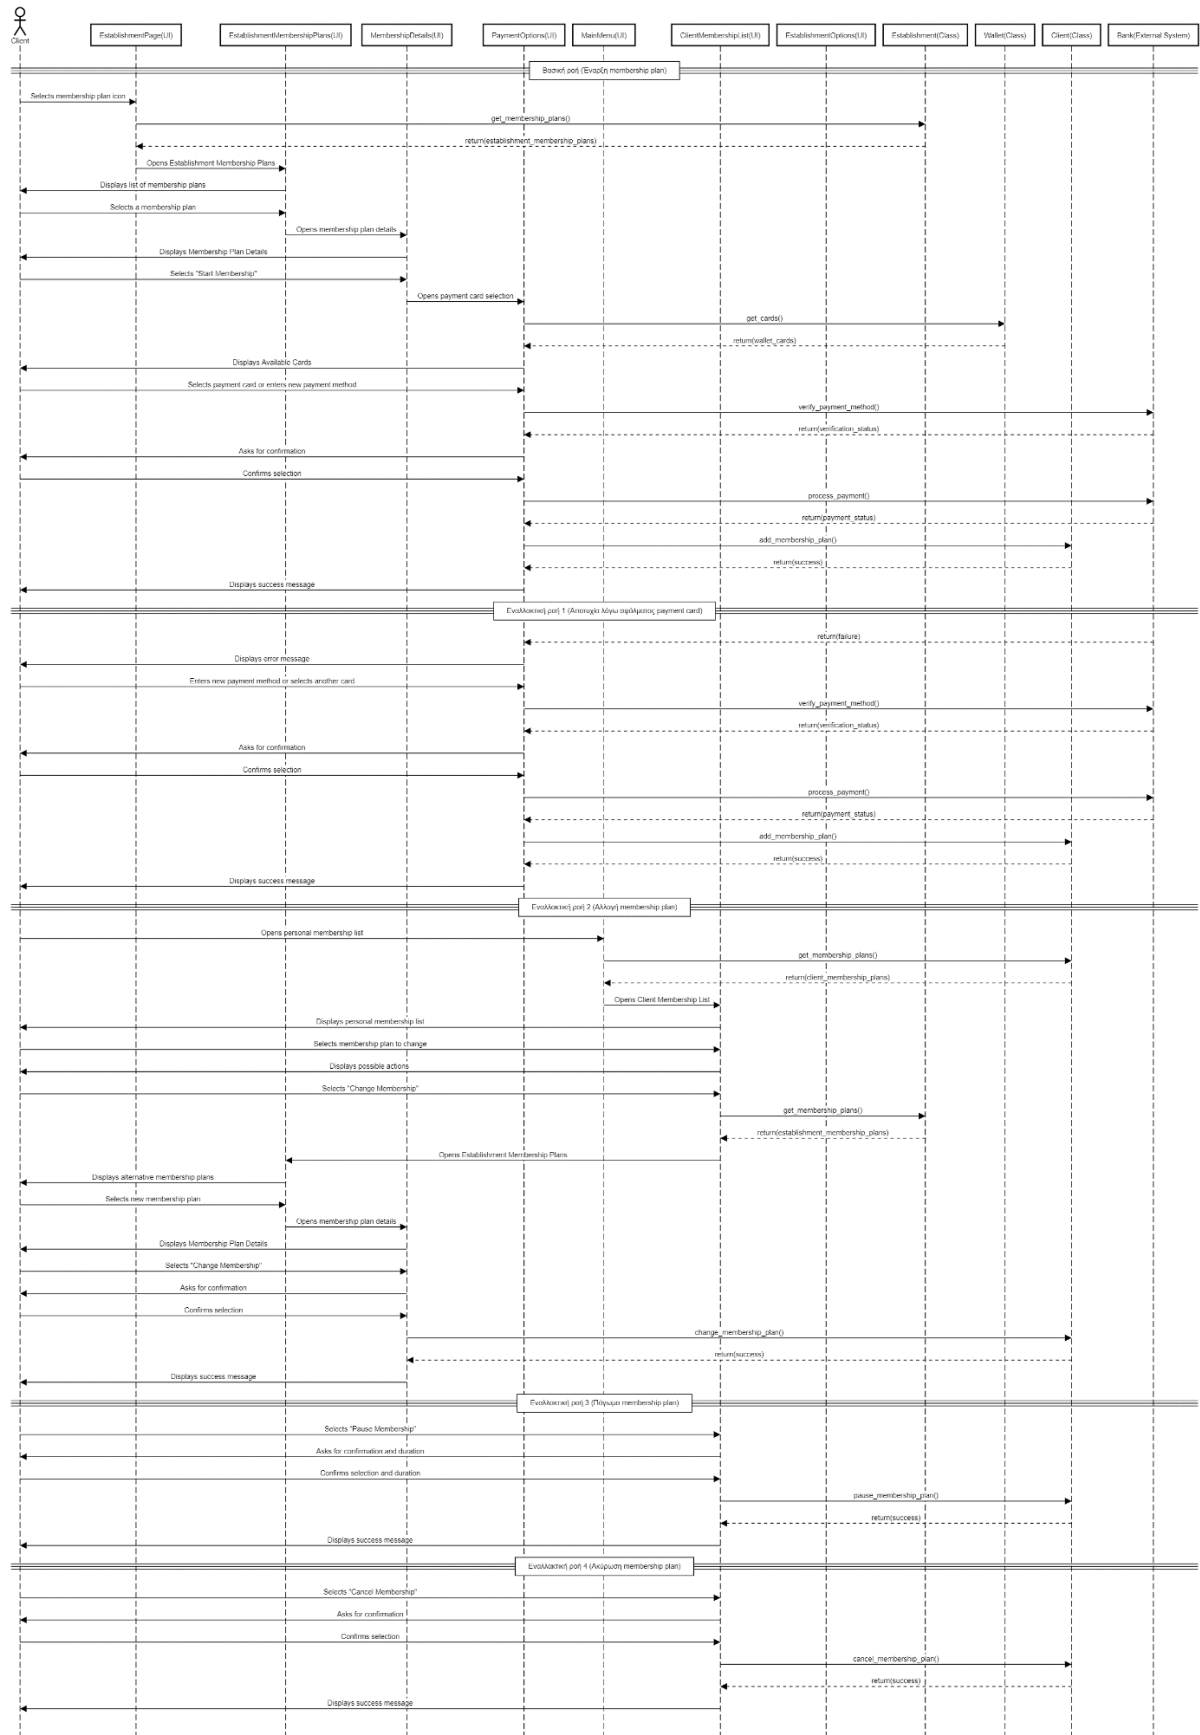 Client
EstablishmentPage(UI)
EstablishmentMembershipPlans(UI)
MembershipDetails(UI)
PaymentOptions(UI)
MainMenu(UI)
ClientMembershipList(UI)
EstablishmentOptions(UI)
Establishment(Class)
Wallet(Class)
Client(Class)
Bank(External System)
Βασική ροή (Έναρξη membership plan)
Selects membership plan icon
get_membership_plans()
return(establishment_membership_plans)
Opens Establishment Membership Plans
Displays list of membership plans
Selects a membership plan
Opens membership plan details
Displays Membership Plan Details
Selects "Start Membership"
Opens payment card selection
get_cards()
return(wallet_cards)
Displays Available Cards
Selects payment card or enters new payment method
verify_payment_method()
return(verification_status)
Asks for confirmation
Confirms selection
process_payment()
return(payment_status)
add_membership_plan()
return(success)
Displays success message
Εναλλακτική ροή 1 (Αποτυχία λόγω σφάλματος payment card)
return(failure)
Displays error message
Enters new payment method or selects another card
verify_payment_method()
return(verification_status)
Asks for confirmation
Confirms selection
process_payment()
return(payment_status)
add_membership_plan()
return(success)
Displays success message
Εναλλακτική ροή 2 (Αλλαγή membership plan)
Opens personal membership list
get_membership_plans()
return(client_membership_plans)
Opens Client Membership List
Displays personal membership list
Selects membership plan to change
Displays possible actions
Selects "Change Membership"
get_membership_plans()
return(establishment_membership_plans)
Opens Establishment Membership Plans
Displays alternative membership plans
Selects new membership plan
Opens membership plan details
Displays Membership Plan Details
Selects "Change Membership"
Asks for confirmation
Confirms selection
change_membership_plan()
return(success)
Displays success message
Εναλλακτική ροή 3 (Πάγωμα membership plan)
Selects "Pause Membership"
Asks for confirmation and duration
Confirms selection and duration
pause_membership_plan()
return(success)
Displays success message
Εναλλακτική ροή 4 (Ακύρωση membership plan)
Selects "Cancel Membership"
Asks for confirmation
Confirms selection
cancel_membership_plan()
return(success)
Displays success message